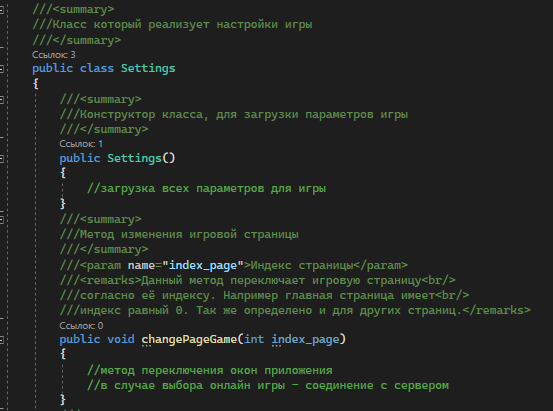 ///<summary>
///Класс который реализует настройки игры
///</summary>
Ссылок: 3
public class Settings
{
///<summary>
///Конструктор класса, для загрузки параметров игры
///</summary>
Ссылок: 1
public Settings()
{
//загрузка всех параметров для игры
}
///<summary>
///Метод изменения игровой страницы
///</summary>
///<param name="index_page">Индекс страницы</param>
///<remarks>Данный метод переключает игровую страницу<br/>
///согласно её индексу. Например главная страница имеет<br/>
///индекс равный 0. Так же определено и для других страниц.</remarks>
Ссылок: 0
public void changePageGame(int index_page)
{
//метод переключения окон приложения
//в случае выбора онлайн игры - соединение с сервером
}